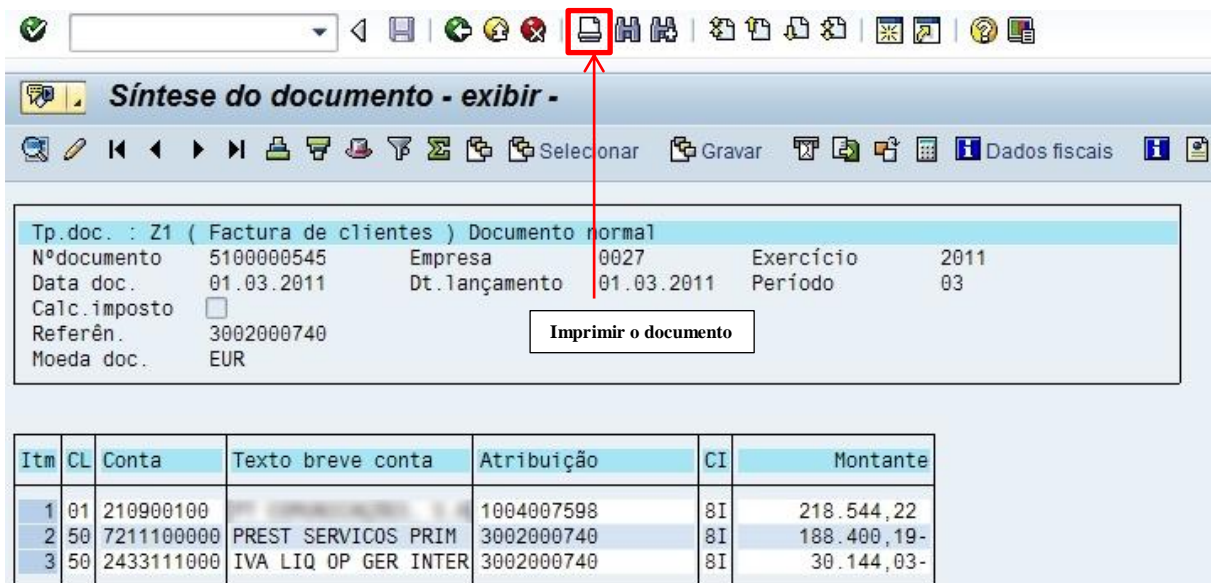 Síntese do documento - exibir -
Selecionar Gravar Dados fiscais
Tp.doc. : Z1 ( Factura de clientes ) Documento normal
Nºdocumento 5100000545 Empresa 0027 Exercício 2011
Data doc. 01.03.2011 Dt.lançamento 01.03.2011 Período 03
Calc.imposto
Referên. 3002000740
Imprimir o documento
Moeda doc. EUR
Itm CL Conta Texto breve conta Atribuição CI Montante
1 01 210900100 1004007598 8I 218.544,22
2 50 7211100000 PREST SERVICOS PRIM 3002000740 8I 188.400,19-
3 50 2433111000 IVA LIQ OP GER INTER 3002000740 8I 30.144,03-